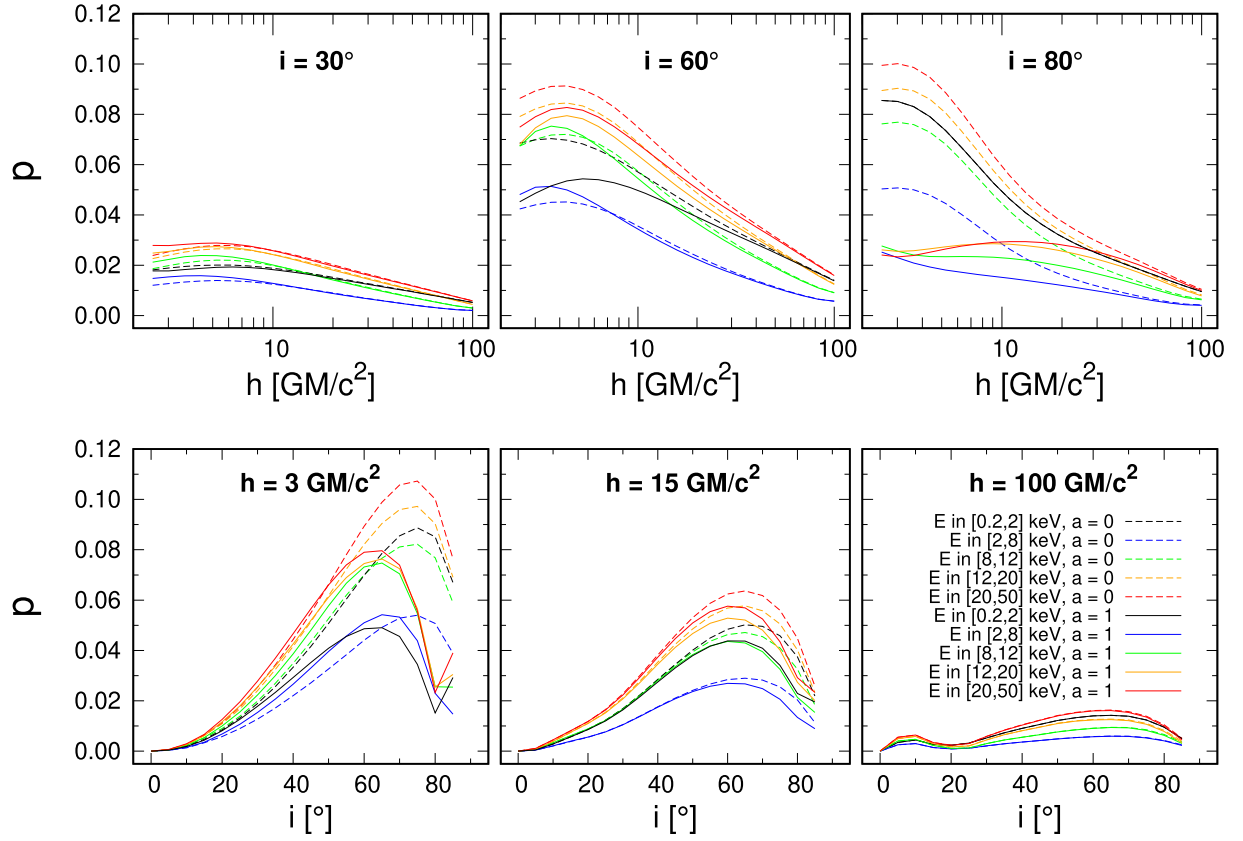 i = 30°
i = 60°
i = 80°
p
0.12
0.10
0.08
0.06
0.04
0.02
0.00
10
100
10
100
10
100
h [GM/c²]
h [GM/c²]
h [GM/c²]
h = 3 GM/c²
h = 15 GM/c²
h = 100 GM/c²
p
0.12
0.10
0.08
0.06
0.04
0.02
0.00
E in [0.2,2] keV, a = 0
E in [2,8] keV, a = 0
E in [8,12] keV, a = 0
E in [12,20] keV, a = 0
E in [20,50] keV, a = 0
E in [0.2,2] keV, a = 1
E in [2,8] keV, a = 1
E in [8,12] keV, a = 1
E in [12,20] keV, a = 1
E in [20,50] keV, a = 1
0 20 40 60 80
0 20 40 60 80
0 20 40 60 80
i [°]
i [°]
i [°]